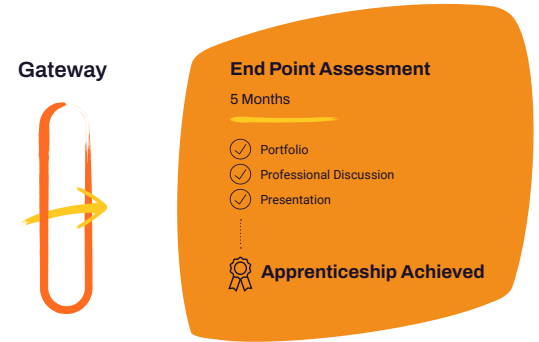 Gateway
End Point Assessment
5 Months
Portfolio
Professional Discussion
Presentation
Apprenticeship Achieved